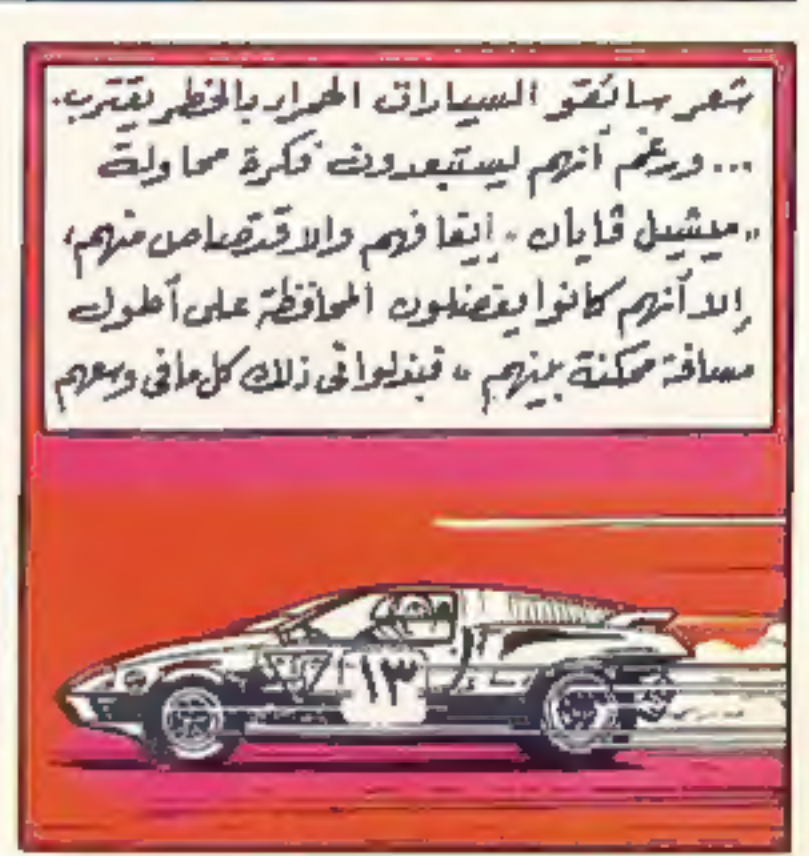 شعر سائقو السيارات الحمراء بالخطر يقترب.
... ورغم أنهم يستبعدون فكرة محاولة
"ميشيل ڤايان" إيقافهم والاقتصاص منهم،
إلا أنهم كانوا يفضلون المحافظة على أطول
مسافة ممكنة بينهم، فبذلوا في ذلك كل ما في وسعهم
١٣